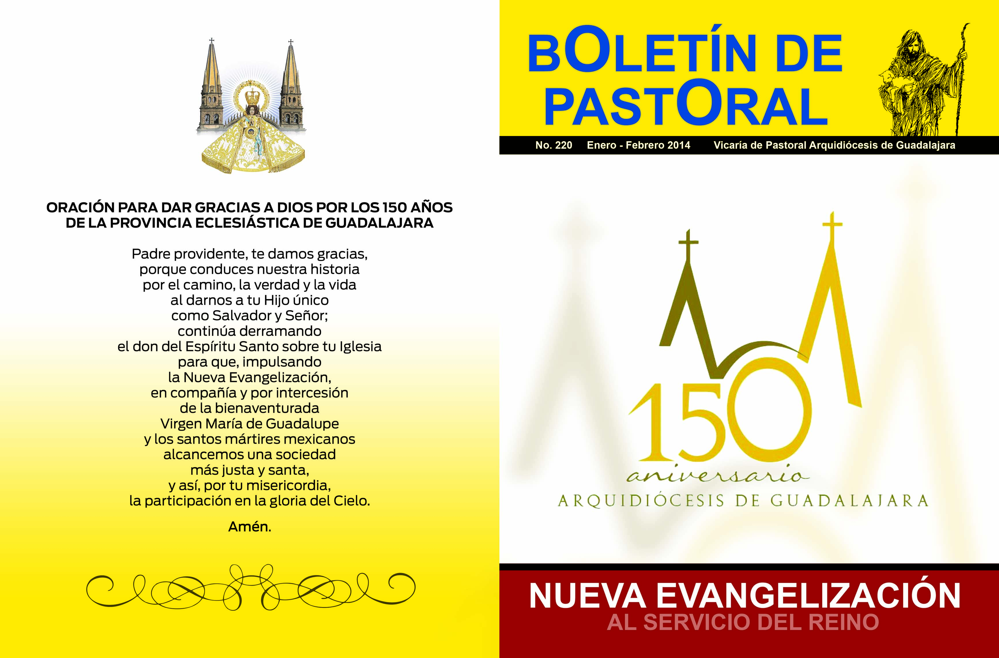 ORACIÓN PARA DAR GRACIAS A DIOS POR LOS 150 AÑOS
DE LA PROVINCIA ECLESIÁSTICA DE GUADALAJARA
Padre providente, te damos gracias,
porque conduces nuestra historia
por el camino, la verdad y la vida
al darnos a tu Hijo único
como Salvador y Señor;
continúa derramando
el don del Espíritu Santo sobre tu Iglesia
para que, impulsando
la Nueva Evangelización,
en compañía y por intercesión
de la bienaventurada
Virgen María de Guadalupe
y los santos mártires mexicanos
alcancemos una sociedad
más justa y santa,
y así, por tu misericordia,
la participación en la gloria del Cielo.
Amén.
BOLETÍN DE
PASTORAL
No. 220 Enero - Febrero 2014 Vicaría de Pastoral Arquidiócesis de Guadalajara
150
aniversario
ARQUIDIÓCESIS DE GUADALAJARA
NUEVA EVANGELIZACIÓN
AL SERVICIO DEL REINO